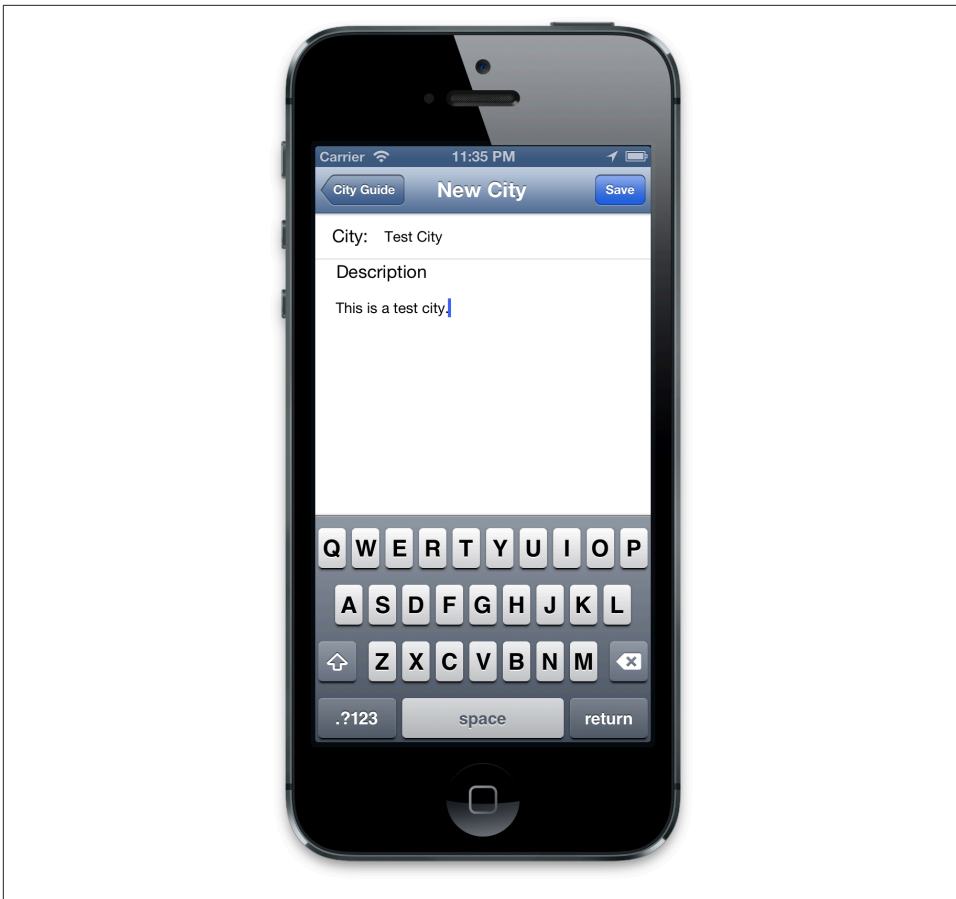 Carrier 11:35 PM
City Guide New City Save
City: Test City
Description
This is a test city.
Q W E R T Y U I O P
A S D F G H J K L
Z X C V B N M
.?123 space return